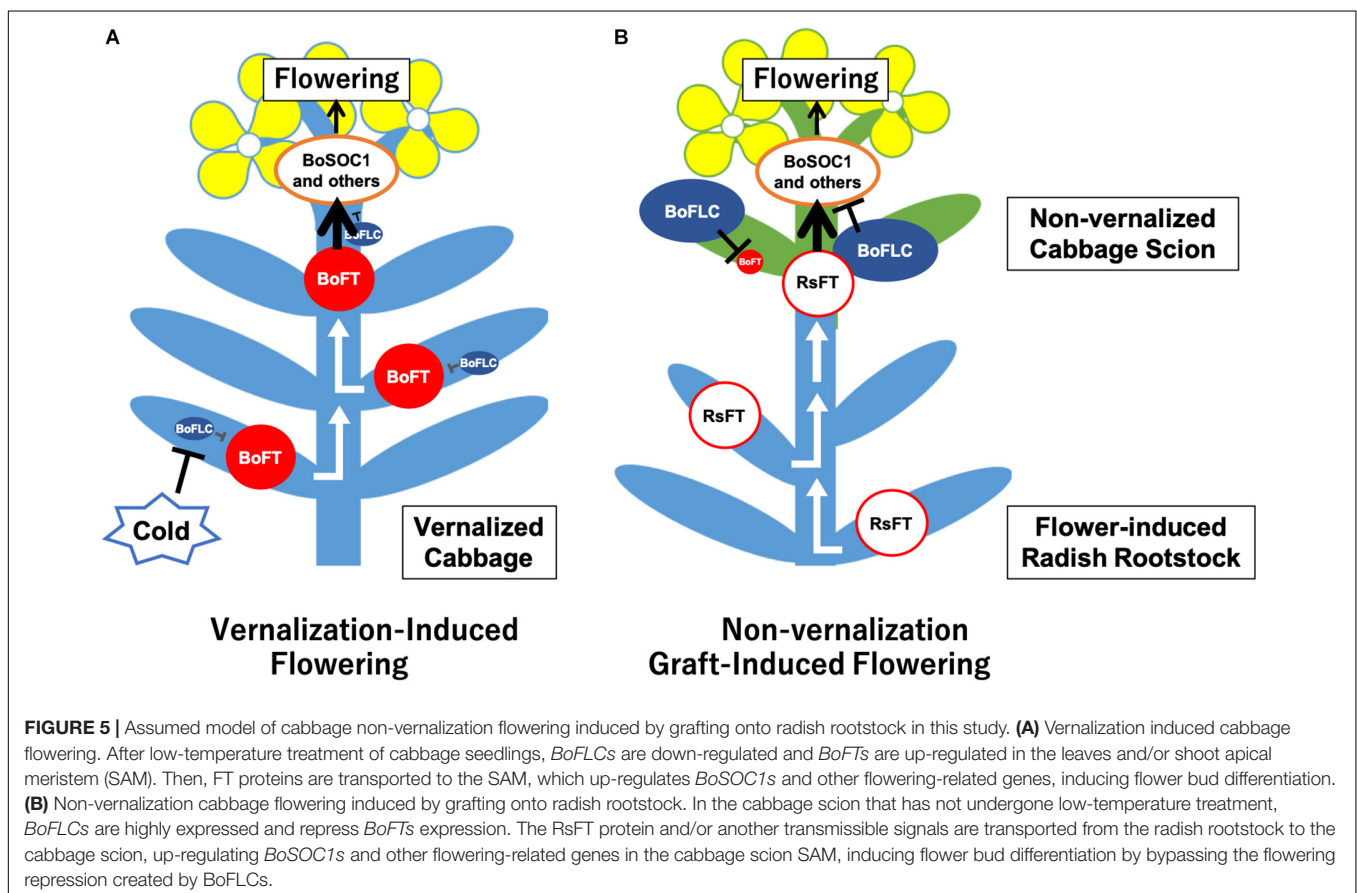 A
Flowering
BoSOC1
and others
BoFLC
BoFT
BoFT
BoFLC
BoFLC
BoFT
Cold
Vernalized
Cabbage
Vernalization-Induced
Flowering
B
Flowering
BoSOC1
and others
BoFLC
BoFT
BoFLC
RsFT
Non-vernalized
Cabbage Scion
RsFT
RsFT
Flower-induced
Radish Rootstock
Non-vernalization
Graft-Induced Flowering
FIGURE 5 | Assumed model of cabbage non-vernalization flowering induced by grafting onto radish rootstock in this study. (A) Vernalization induced cabbage
flowering. After low-temperature treatment of cabbage seedlings, BoFLCs are down-regulated and BoFTs are up-regulated in the leaves and/or shoot apical
meristem (SAM). Then, FT proteins are transported to the SAM, which up-regulates BoSOC1s and other flowering-related genes, inducing flower bud differentiation.
(B) Non-vernalization cabbage flowering induced by grafting onto radish rootstock. In the cabbage scion that has not undergone low-temperature treatment,
BoFLCs are highly expressed and repress BoFTs expression. The RsFT protein and/or another transmissible signals are transported from the radish rootstock to the
cabbage scion, up-regulating BoSOC1s and other flowering-related genes in the cabbage scion SAM, inducing flower bud differentiation by bypassing the flowering
repression created by BoFLCs.